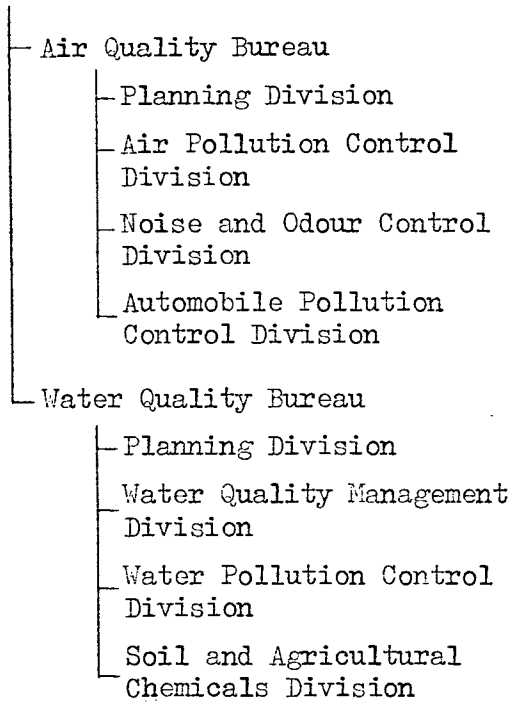 Air Quality Bureau
Planning Division
Air Pollution Control
Division
Noise and Odour Control
Division
Automobile Pollution
Control Division
Water Quality Bureau
Planning Division
Water Quality Management
Division
Water Pollution Control
Division
Soil and Agricultural
Chemicals Division